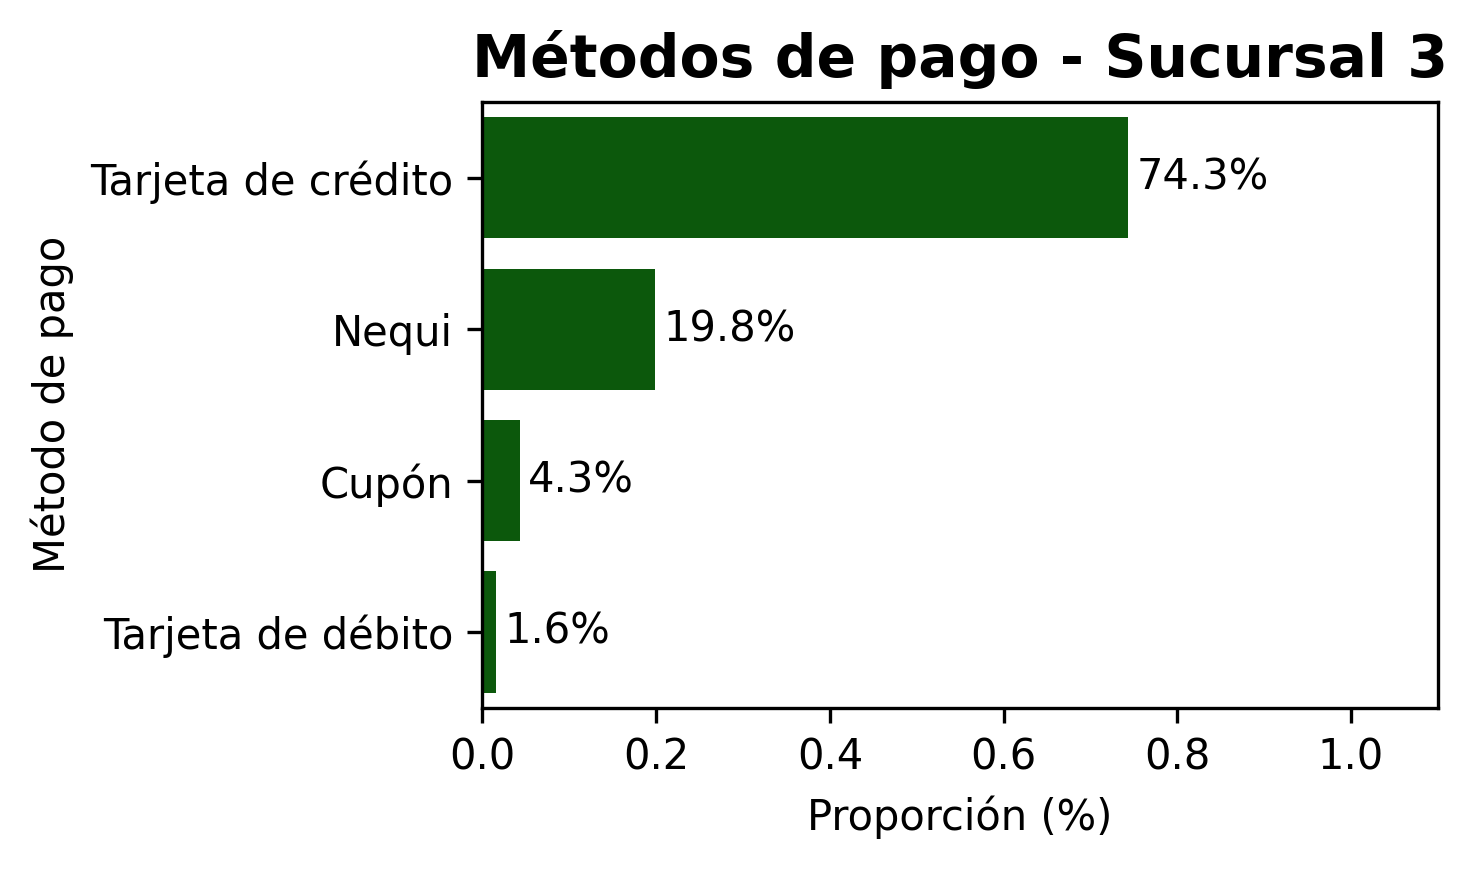 Métodos de pago - Sucursal 3
Método de pago
Tarjeta de crédito
74.3%
Nequi
19.8%
Cupón
4.3%
Tarjeta de débito
1.6%
0.0 0.2 0.4 0.6 0.8 1.0
Proporción (%)